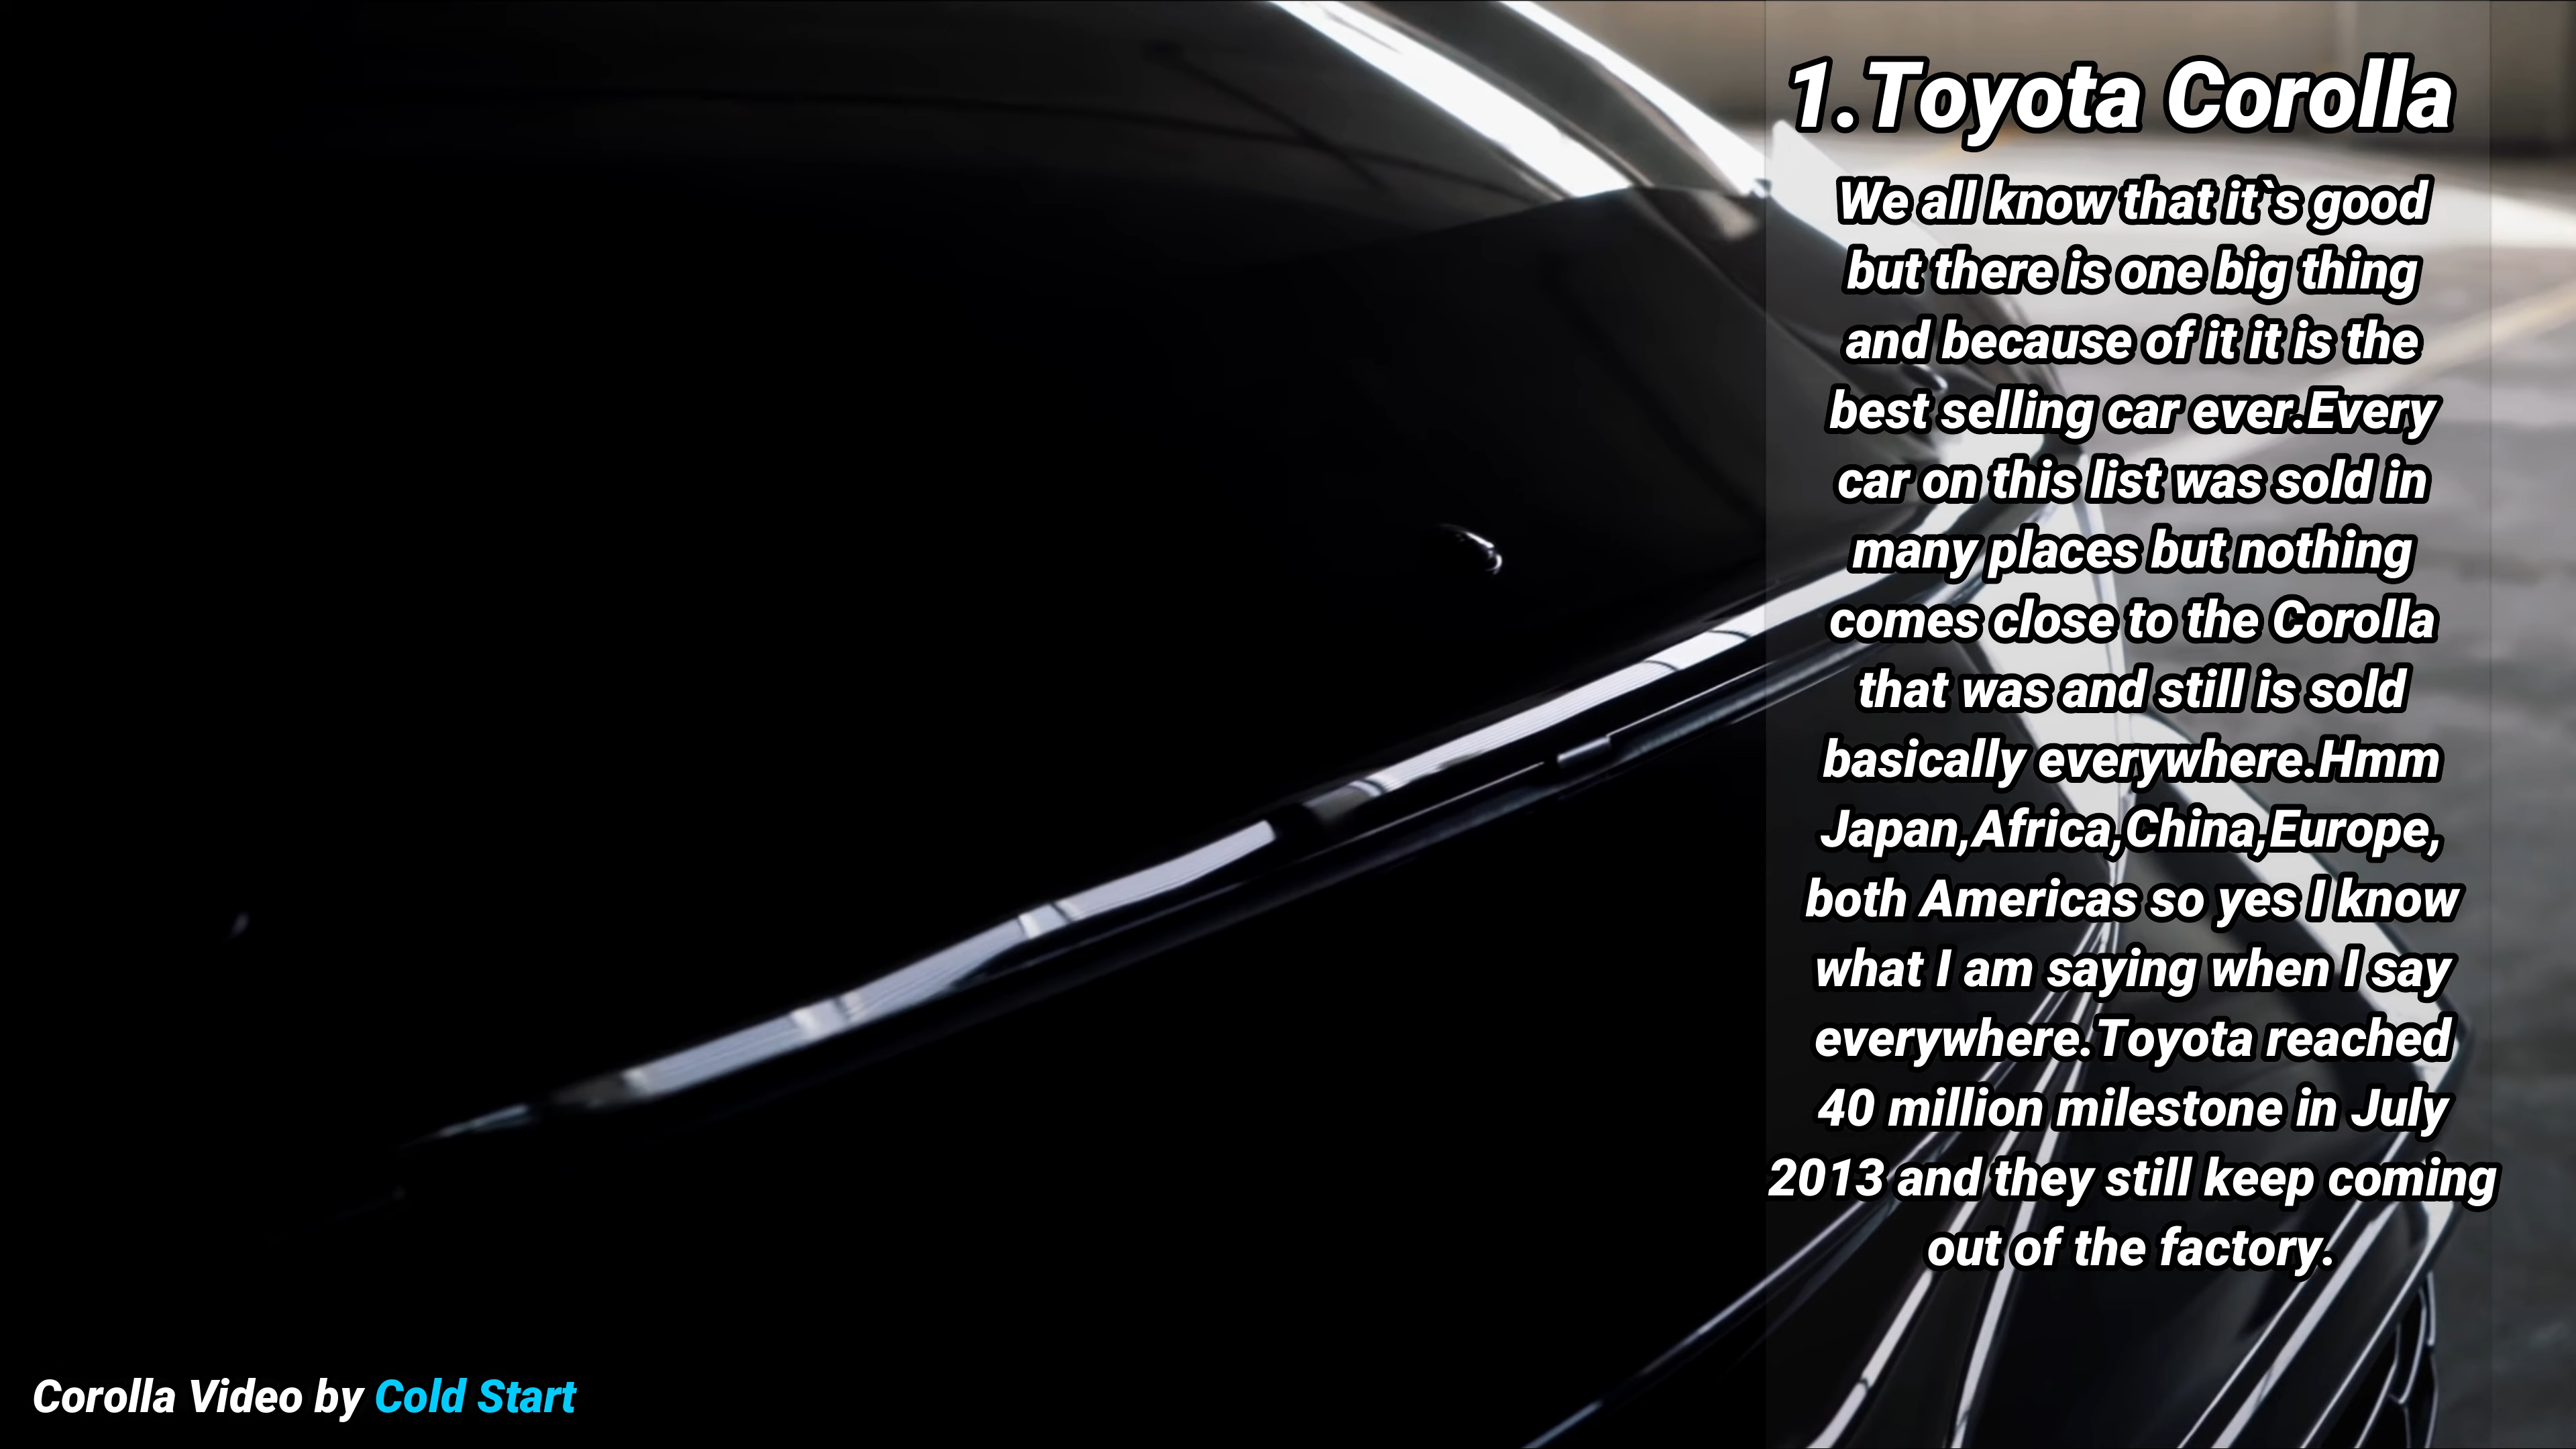 1.Toyota Corolla
We all know that it`s good
but there is one big thing
and because of it it is the
best selling car ever.Every
car on this list was sold in
many places but nothing
comes close to the Corolla
that was and still is sold
basically everywhere.Hmm
Japan,Africa,China,Europe,
both Americas so yes I know
what I am saying when I say
everywhere.Toyota reached
40 million milestone in July
2013 and they still keep coming
out of the factory.
Corolla Video by Cold Start